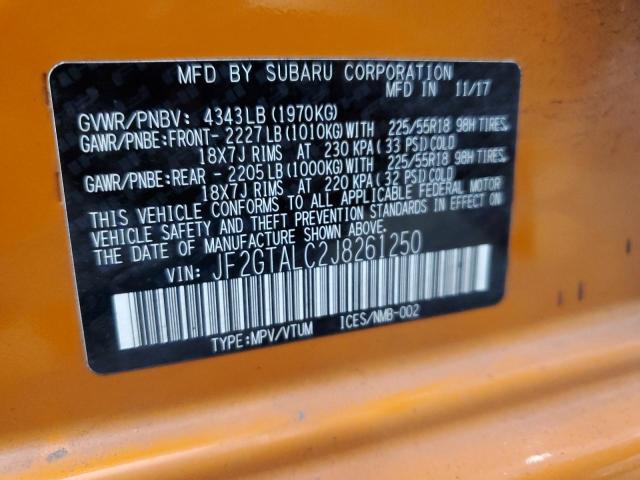 MFD BY SUBARU CORPORATION
MFD IN 11/17
GVWR/PNBV: 4343LB(1970KG)
GAWR/PNBE:FRONT- 2227LB(1010KG)WITH 225/55R18 98H TIRES,
18X7J RIMS AT 230 KPA(33 PSI)COLD
GAWR/PNBE:REAR - 2205LB(1000KG)WITH 225/55R18 98H TIRES,
18X7J RIMS AT 220 KPA(32 PSI)COLD
THIS VEHICLE CONFORMS TO ALL APPLICABLE FEDERAL MOTOR
VEHICLE SAFETY AND THEFT PREVENTION STANDARDS IN EFFECT ON
THE DATE OF MANUFACTURE SHOWN ABOVE.
VIN: JF2GTALC2J8261250
TYPE:MPV/VTUM ICES/NMB-002